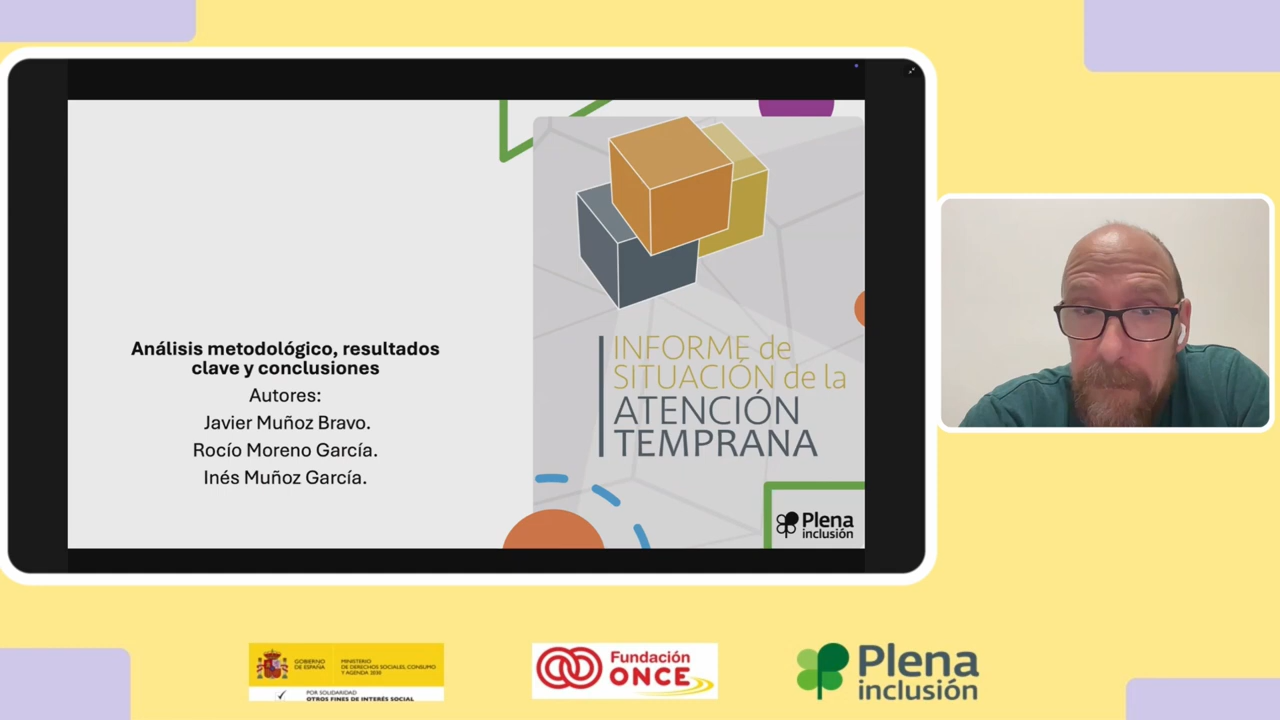 Análisis metodológico, resultados
clave y conclusiones
Autores:
Javier Muñoz Bravo.
Rocío Moreno García.
Inés Muñoz García.
INFORME de
SITUACIÓN de la
ATENCIÓN
TEMPRANA
Plena
inclusión
GOBIERNO
DE ESPAÑA
MINISTERIO
DE DERECHOS SOCIALES, CONSUMO
Y AGENDA 2030
POR SOLIDARIDAD
OTROS FINES DE INTERÉS SOCIAL
Fundación
ONCE
Plena
inclusión